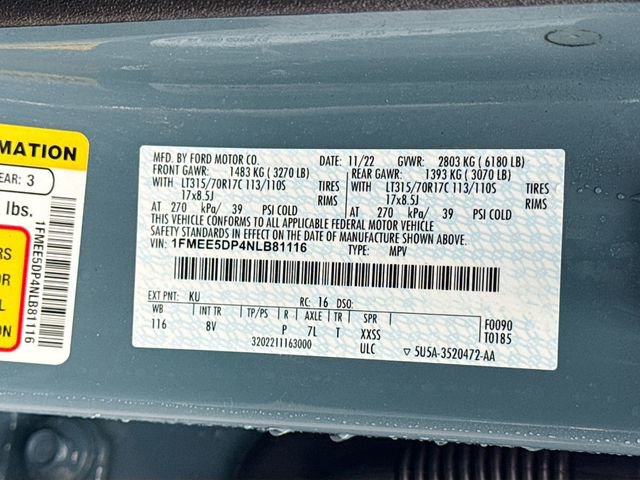 MATION
EAR: 3
lbs.
RS
OR
L
ION
1FMEE5DP4NLB81116
MFD. BY FORD MOTOR CO. DATE: 11/22 GVWR: 2803 KG ( 6180 LB)
FRONT GAWR: 1483 KG ( 3270 LB) REAR GAWR: 1393 KG ( 3070 LB)
WITH LT315/70R17C 113/110S TIRES WITH LT315/70R17C 113/110S TIRES
17x8.5J RIMS 17x8.5J RIMS
AT 270 kPa/ 39 PSI COLD AT 270 kPa/ 39 PSI COLD
THIS VEHICLE CONFORMS TO ALL APPLICABLE FEDERAL MOTOR VEHICLE
SAFETY STANDARDS IN EFFECT ON THE DATE OF MANUFACTURE SHOWN ABOVE.
VIN: 1FMEE5DP4NLB81116 TYPE: MPV
EXT PNT: KU RC: 16 DSO:
WB INT TR TP/PS R AXLE TR SPR F0090
116 8V P 7L T XXSS T0185
3202211163000 ULC ▽ 5U5A-3520472-AA